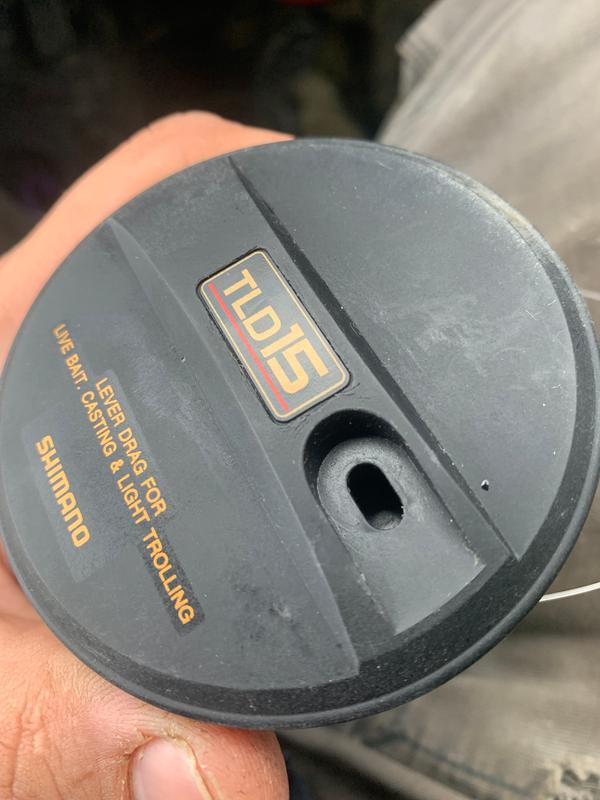 TLD15
LEVER DRAG FOR
LIVE BAIT, CASTING & LIGHT TROLLING
SHIMANO